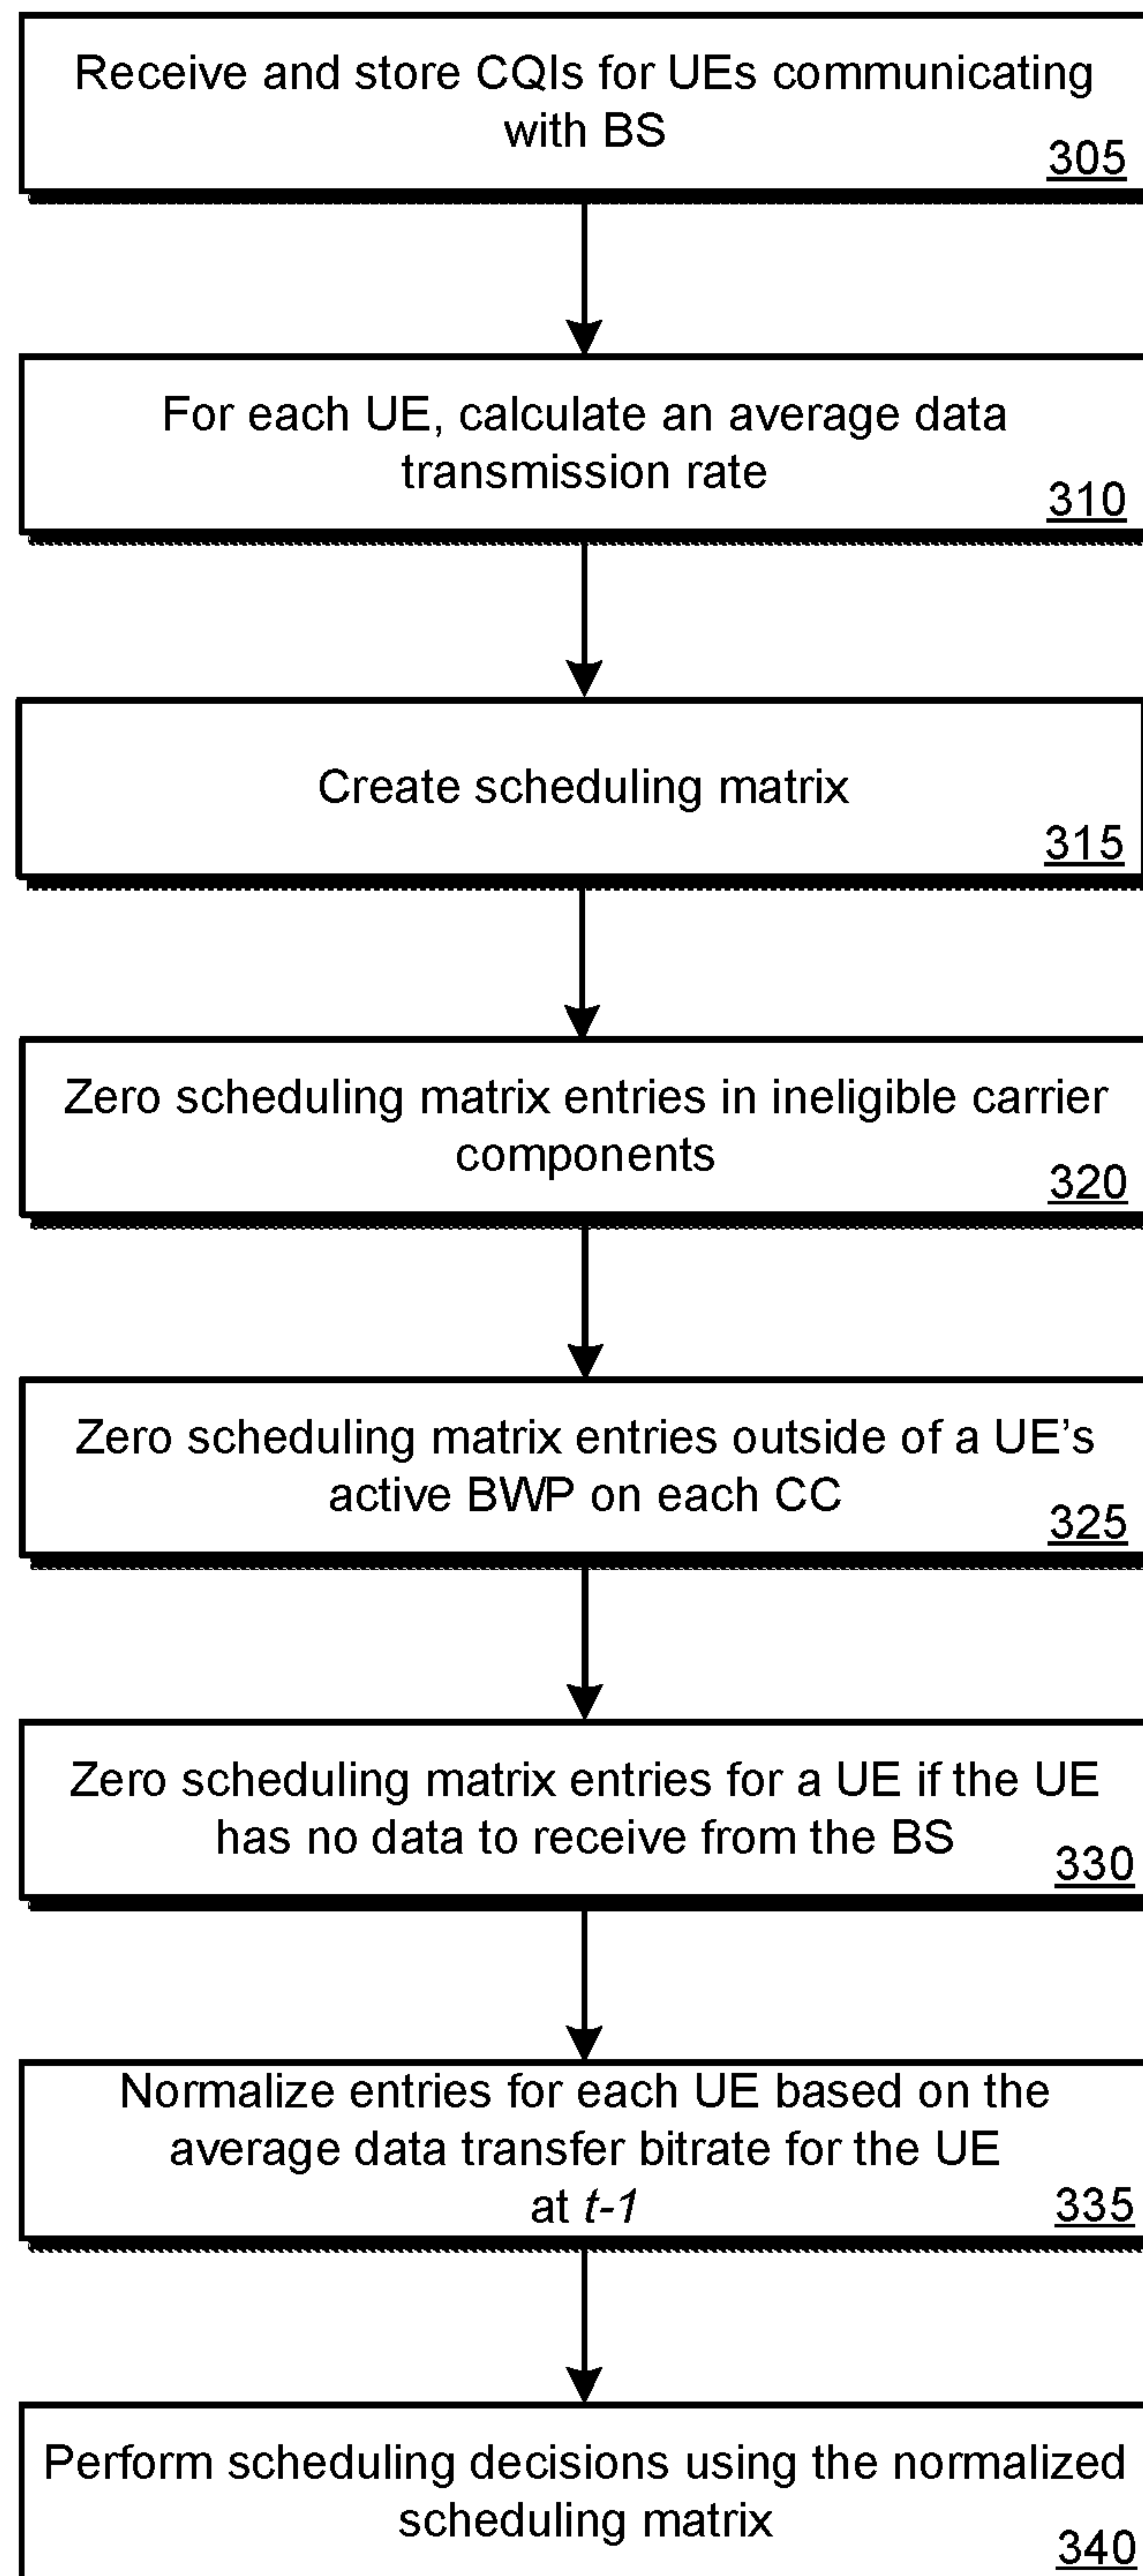 Receive and store CQIs for UEs communicating
with BS
305
For each UE, calculate an average data
transmission rate
310
Create scheduling matrix
315
Zero scheduling matrix entries in ineligible carrier
components
320
Zero scheduling matrix entries outside of a UE’s
active BWP on each CC
325
Zero scheduling matrix entries for a UE if the UE
has no data to receive from the BS
330
Normalize entries for each UE based on the
average data transfer bitrate for the UE
at t-1
335
Perform scheduling decisions using the normalized
scheduling matrix
340